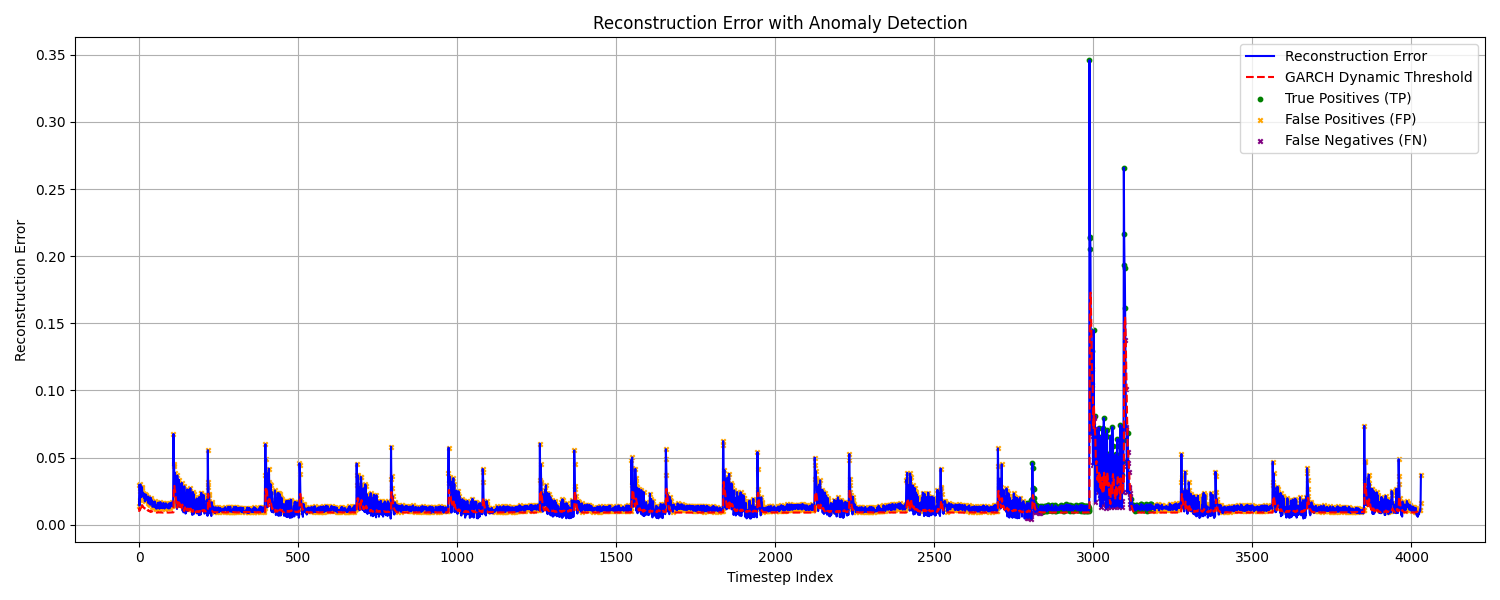 Reconstruction Error with Anomaly Detection
Reconstruction Error
0.35
0.30
0.25
0.20
0.15
0.10
0.05
0.00
Reconstruction Error
GARCH Dynamic Threshold
True Positives (TP)
False Positives (FP)
False Negatives (FN)
0 500 1000 1500 2000 2500 3000 3500 4000
Timestep Index